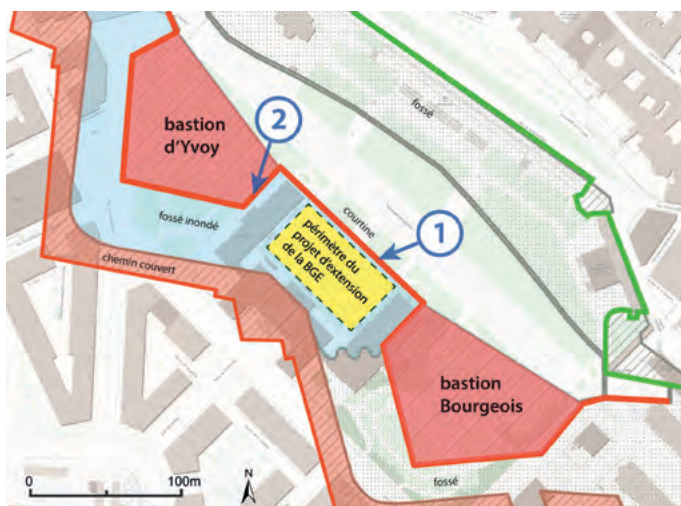 fossé
bastion
d'Yvoy
2
fossé inondé
courtine
1
périmètre du
projet d'extension
de la BGE
chemin couvert
bastion
Bourgeois
fossé
0
100m
N